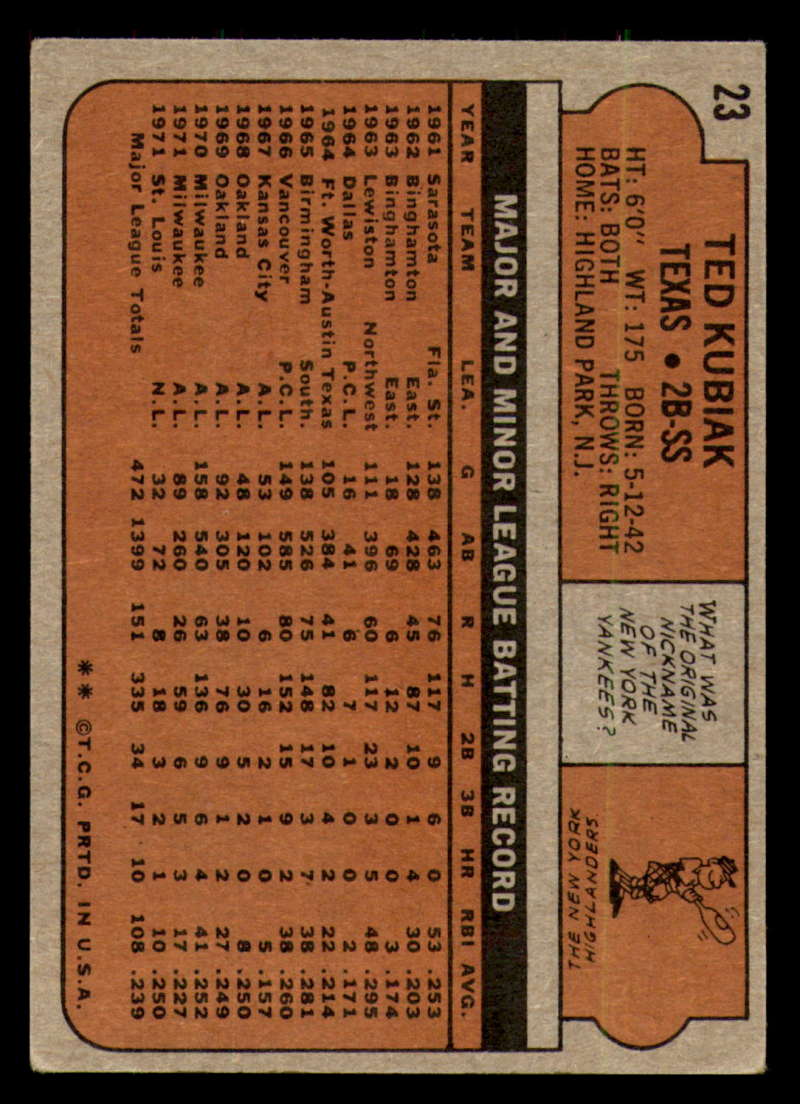 23
TED KUBIAK
TEXAS • 2B-SS
HT: 6'0" WT: 175 BORN: 5-12-42
BATS: BOTH THROWS: RIGHT
HOME: HIGHLAND PARK, N.J.
WHAT WAS
THE ORIGINAL
NICKNAME
OF THE
NEW YORK
YANKEES?
THE NEW YORK
HIGHLANDERS
MAJOR AND MINOR LEAGUE BATTING RECORD
YEAR TEAM LEA. G AB R H 2B 3B HR RBI AVG.
1961 Sarasota Fla. St. 138 463 76 117 9 6 0 53 .253
1962 Binghamton East. 128 428 45 87 10 1 4 30 .203
1963 Binghamton East. 18 69 6 12 2 0 0 3 .174
1963 Lewiston Northwest 111 396 60 117 23 3 5 48 .295
1964 Dallas P.C.L. 16 41 6 7 1 0 0 2 .171
1964 Ft. Worth-Austin Texas 105 384 41 82 10 4 2 22 .214
1965 Birmingham South. 138 526 75 148 17 3 7 38 .281
1966 Vancouver P.C.L. 149 585 80 152 15 9 2 38 .260
1967 Kansas City A.L. 53 102 6 16 2 1 0 5 .157
1968 Oakland A.L. 48 120 10 30 5 2 0 8 .250
1969 Oakland A.L. 92 305 38 76 9 1 2 27 .249
1970 Milwaukee A.L. 158 540 63 136 9 6 4 41 .252
1971 Milwaukee A.L. 89 260 26 59 6 5 3 17 .227
1971 St. Louis N.L. 32 72 8 18 3 2 1 10 .250
Major League Totals 472 1399 151 335 34 17 10 108 .239
** ©T.C.G. PRTD. IN U.S.A.